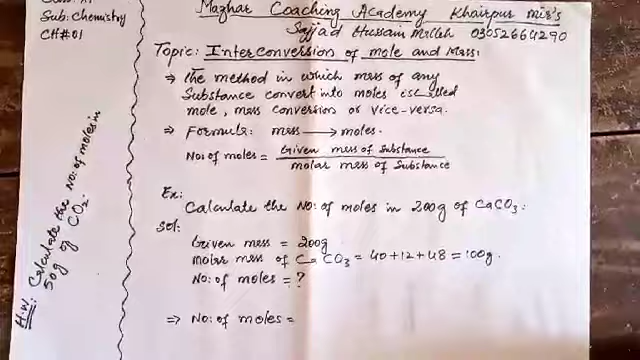 Sub: Chemistry
CH#01
Mazhar Coaching Academy Khairpur mir's
Sajjad Hussain 03052664290
Topic: Interconversion of mole and Mass:
⇒ the method in which mass of any
Substance convert into moles is called
mole, mass conversion or vice-versa.
⇒ Formula: mass → moles.
No: of moles = Given mass of substance
molar mass of substance
Ex:
Calculate the No: of moles in 200g of CaCO3:
Sol:
Given mass = 200g
molar mass of CaCO3 = 40+12+48 = 100g.
No: of moles = ?
⇒ No: of moles =
H.W: Calculate the No: of moles in
50g of CO2.